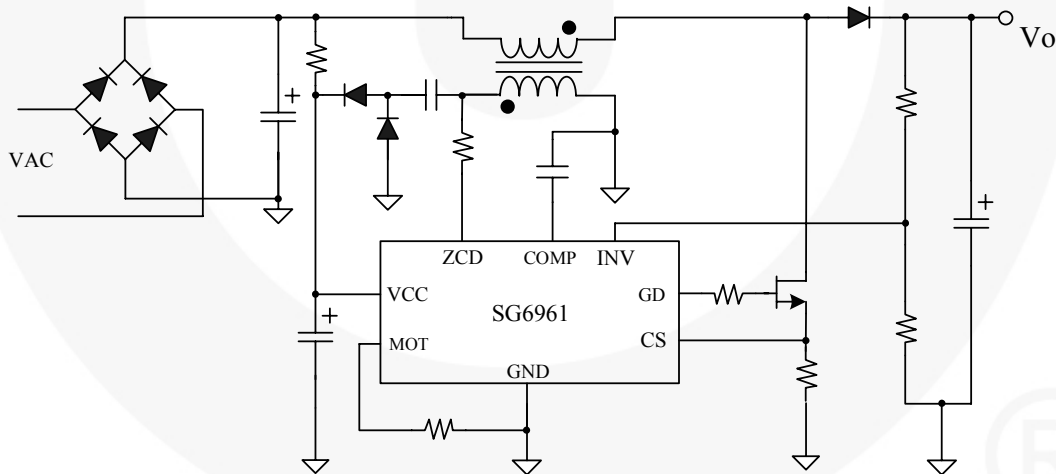 Vo
VAC
ZCD
COMP
INV
VCC
GD
SG6961
MOT
CS
GND
+
+
+
R